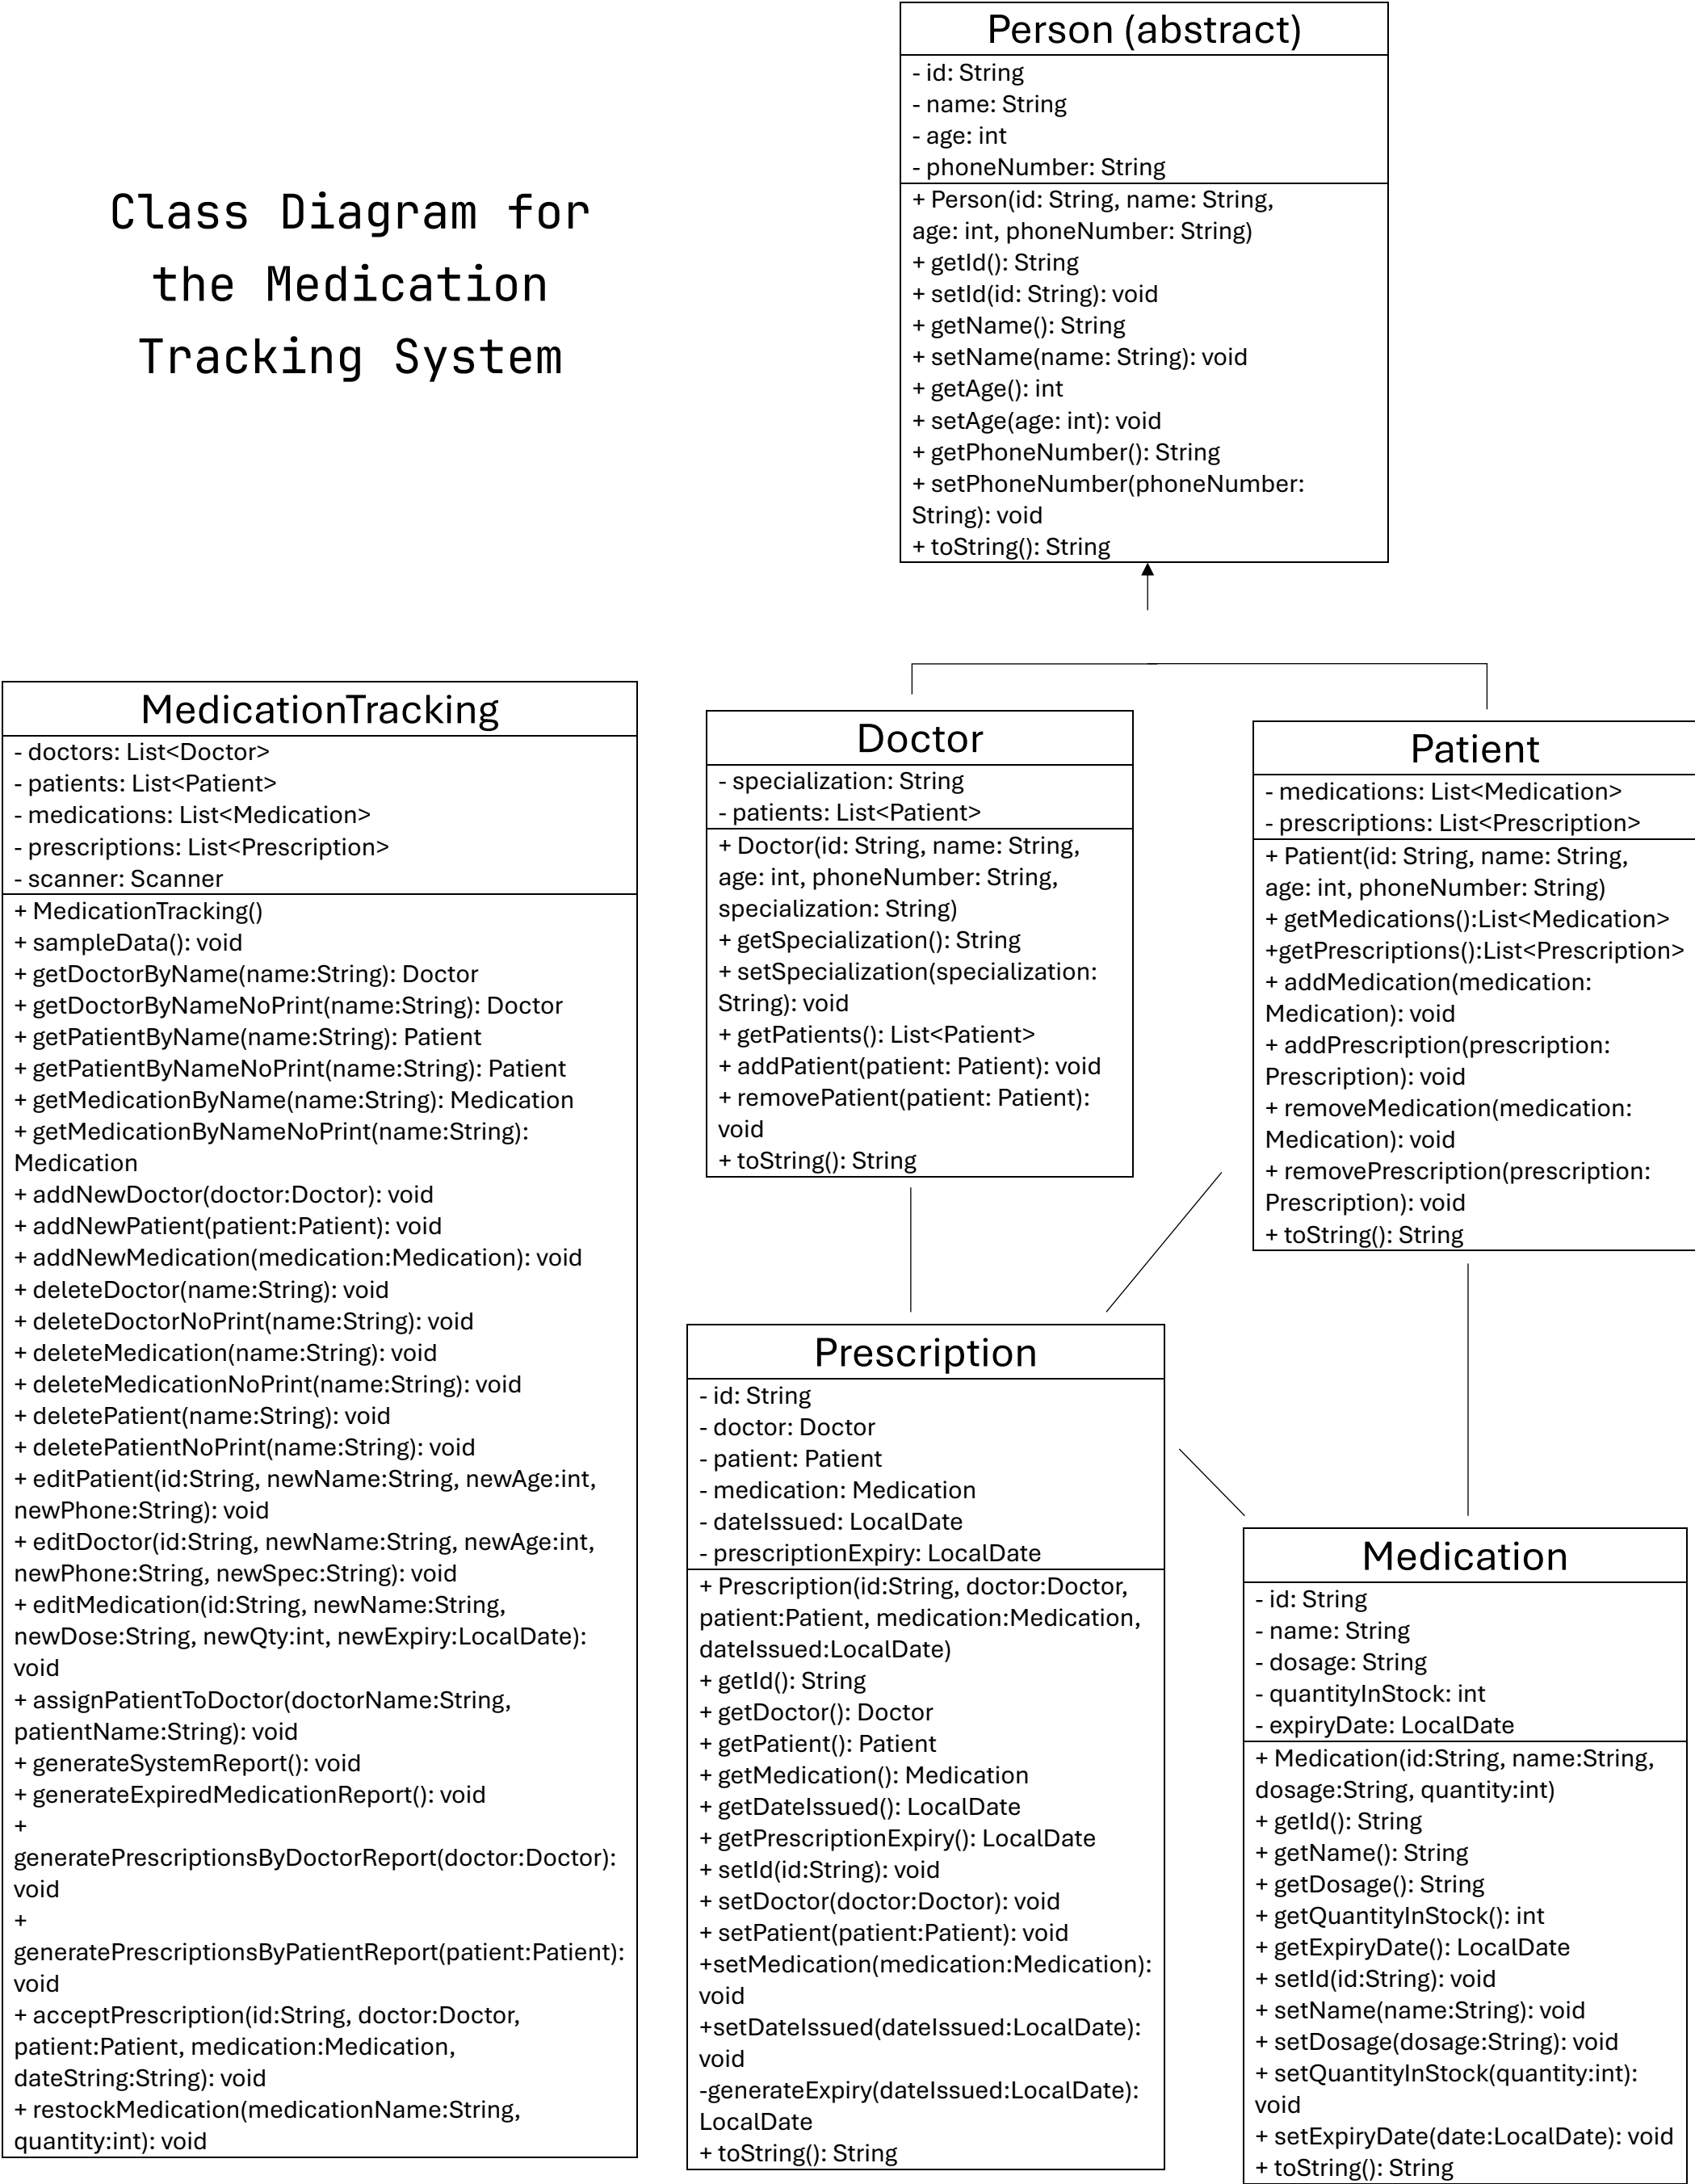 Class Diagram for
the Medication
Tracking System
Person (abstract)
- id: String
- name: String
- age: int
- phoneNumber: String
+ Person(id: String, name: String,
age: int, phoneNumber: String)
+ getId(): String
+ setId(id: String): void
+ getName(): String
+ setName(name: String): void
+ getAge(): int
+ setAge(age: int): void
+ getPhoneNumber(): String
+ setPhoneNumber(phoneNumber:
String): void
+ toString(): String
MedicationTracking
- doctors: List<Doctor>
- patients: List<Patient>
- medications: List<Medication>
- prescriptions: List<Prescription>
- scanner: Scanner
+ MedicationTracking()
+ sampleData(): void
+ getDoctorByName(name:String): Doctor
+ getDoctorByNameNoPrint(name:String): Doctor
+ getPatientByName(name:String): Patient
+ getPatientByNameNoPrint(name:String): Patient
+ getMedicationByName(name:String): Medication
+ getMedicationByNameNoPrint(name:String):
Medication
+ addNewDoctor(doctor:Doctor): void
+ addNewPatient(patient:Patient): void
+ addNewMedication(medication:Medication): void
+ deleteDoctor(name:String): void
+ deleteDoctorNoPrint(name:String): void
+ deleteMedication(name:String): void
+ deleteMedicationNoPrint(name:String): void
+ deletePatient(name:String): void
+ deletePatientNoPrint(name:String): void
+ editPatient(id:String, newName:String, newAge:int,
newPhone:String): void
+ editDoctor(id:String, newName:String, newAge:int,
newPhone:String, newSpec:String): void
+ editMedication(id:String, newName:String,
newDose:String, newQty:int, newExpiry:LocalDate):
void
+ assignPatientToDoctor(doctorName:String,
patientName:String): void
+ generateSystemReport(): void
+ generateExpiredMedicationReport(): void
+
generatePrescriptionsByDoctorReport(doctor:Doctor):
void
+
generatePrescriptionsByPatientReport(patient:Patient):
void
+ acceptPrescription(id:String, doctor:Doctor,
patient:Patient, medication:Medication,
dateString:String): void
+ restockMedication(medicationName:String,
quantity:int): void
Doctor
- specialization: String
- patients: List<Patient>
+ Doctor(id: String, name: String,
age: int, phoneNumber: String,
specialization: String)
+ getSpecialization(): String
+ setSpecialization(specialization:
String): void
+ getPatients(): List<Patient>
+ addPatient(patient: Patient): void
+ removePatient(patient: Patient):
void
+ toString(): String
Patient
- medications: List<Medication>
- prescriptions: List<Prescription>
+ Patient(id: String, name: String,
age: int, phoneNumber: String)
+ getMedications():List<Medication>
+getPrescriptions():List<Prescription>
+ addMedication(medication:
Medication): void
+ addPrescription(prescription:
Prescription): void
+ removeMedication(medication:
Medication): void
+ removePrescription(prescription:
Prescription): void
+ toString(): String
Prescription
- id: String
- doctor: Doctor
- patient: Patient
- medication: Medication
- dateIssued: LocalDate
- prescriptionExpiry: LocalDate
+ Prescription(id:String, doctor:Doctor,
patient:Patient, medication:Medication,
dateIssued:LocalDate)
+ getId(): String
+ getDoctor(): Doctor
+ getPatient(): Patient
+ getMedication(): Medication
+ getDateIssued(): LocalDate
+ getPrescriptionExpiry(): LocalDate
+ setId(id:String): void
+ setDoctor(doctor:Doctor): void
+ setPatient(patient:Patient): void
+setMedication(medication:Medication):
void
+setDateIssued(dateIssued:LocalDate):
void
-generateExpiry(dateIssued:LocalDate):
LocalDate
+ toString(): String
Medication
- id: String
- name: String
- dosage: String
- quantityInStock: int
- expiryDate: LocalDate
+ Medication(id:String, name:String,
dosage:String, quantity:int)
+ getId(): String
+ getName(): String
+ getDosage(): String
+ getQuantityInStock(): int
+ getExpiryDate(): LocalDate
+ setId(id:String): void
+ setName(name:String): void
+ setDosage(dosage:String): void
+ setQuantityInStock(quantity:int):
void
+ setExpiryDate(date:LocalDate): void
+ toString(): String